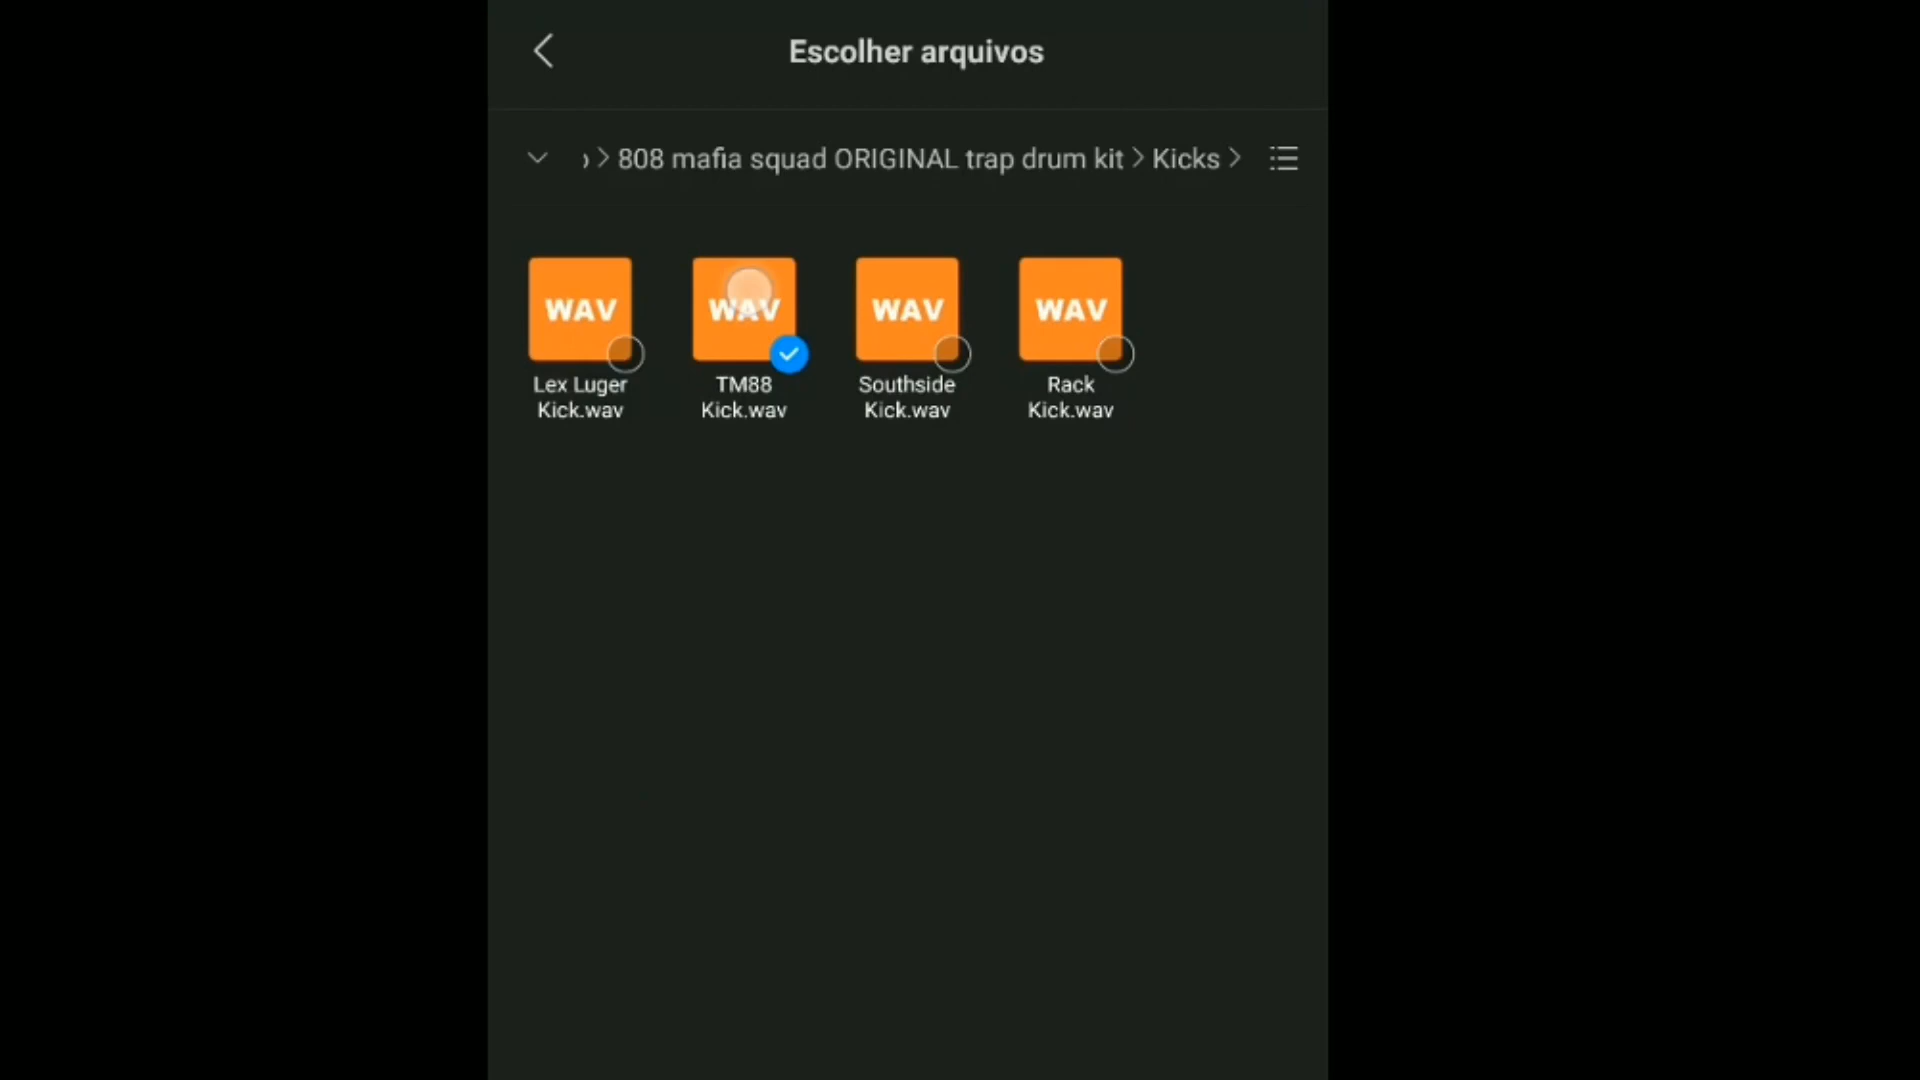 Escolher arquivos
808 mafia squad ORIGINAL trap drum kit > Kicks >
WAV WAV WAV WAV
Lex Luger Kick.wav
TM88 Kick.wav
Southside Kick.wav
Rack Kick.wav